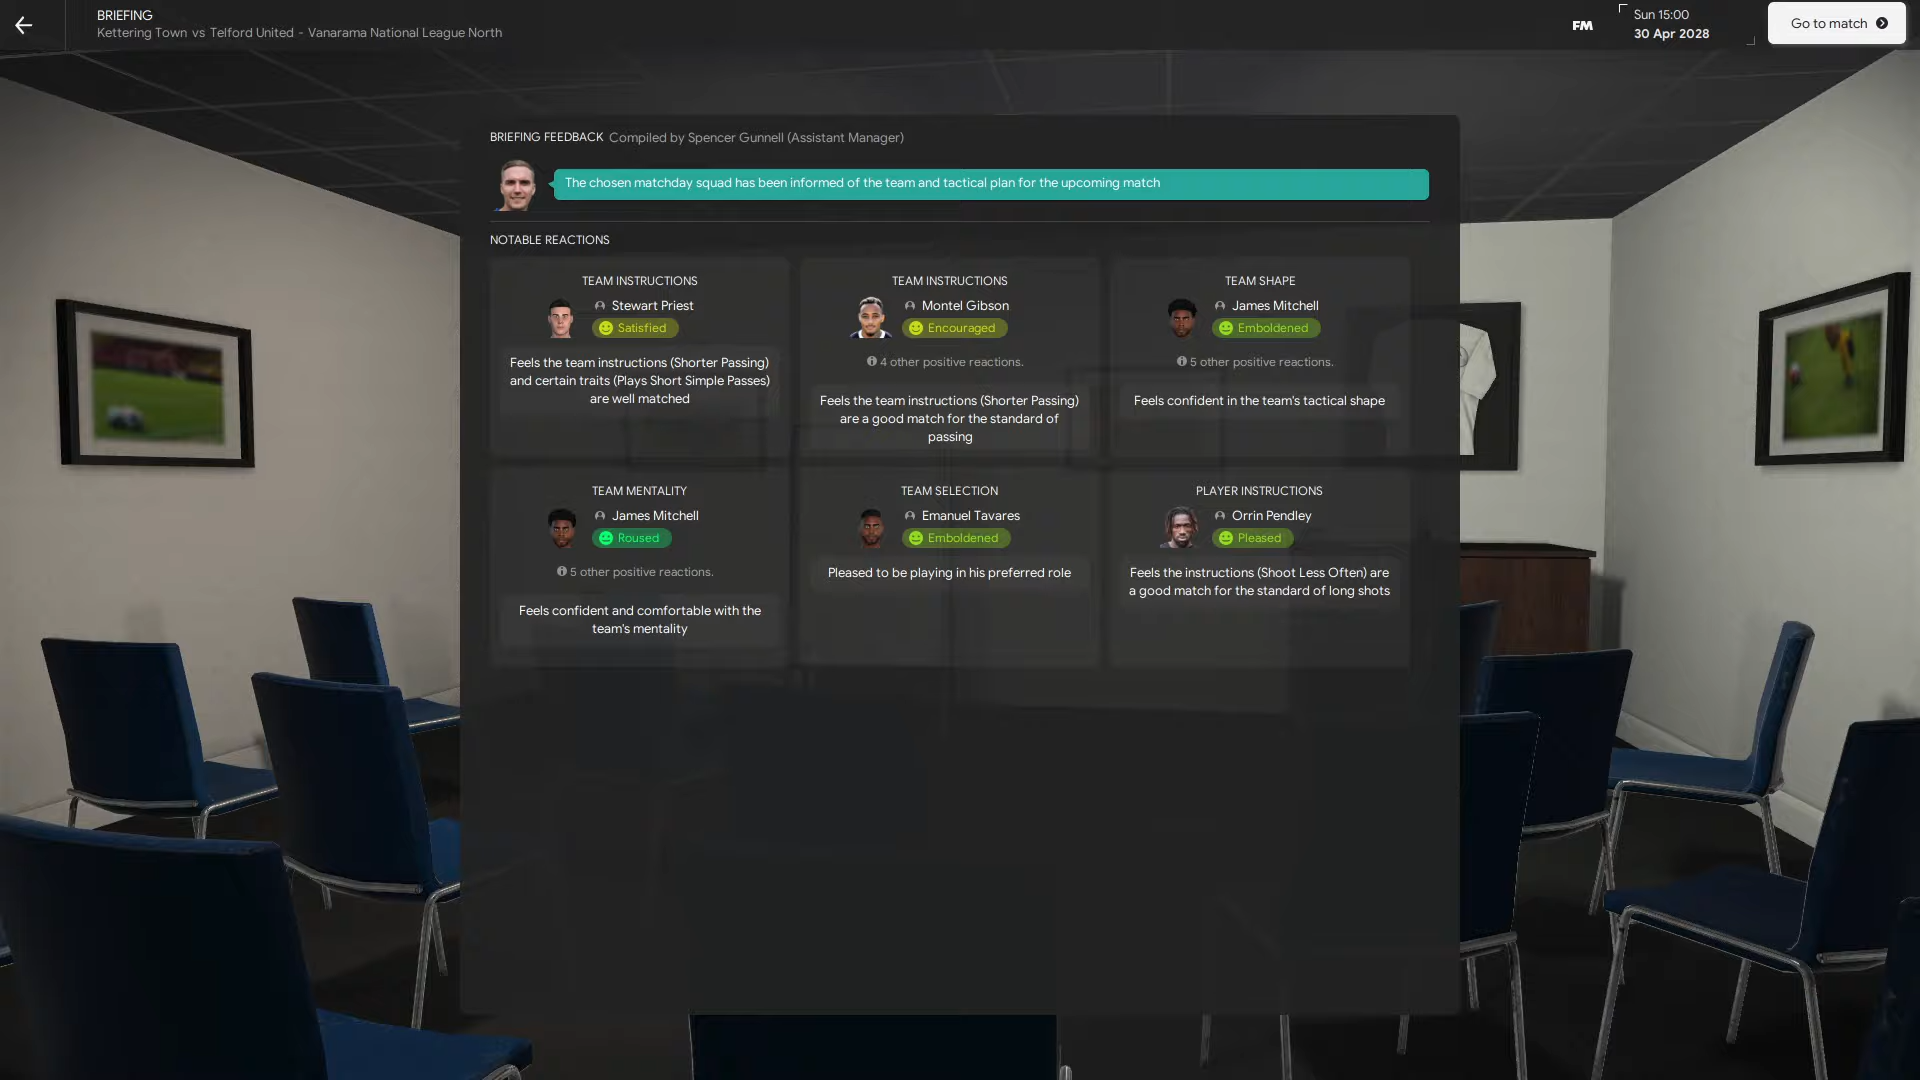 BRIEFING
Kettering Town vs Telford United - Vanarama National League North
FM
Sun 15:00
30 Apr 2028
Go to match
BRIEFING FEEDBACK Compiled by Spencer Gunnell (Assistant Manager)
The chosen matchday squad has been informed of the team and tactical plan for the upcoming match
NOTABLE REACTIONS
TEAM INSTRUCTIONS
Stewart Priest
Satisfied
Feels the team instructions (Shorter Passing)
and certain traits (Plays Short Simple Passes)
are well matched
TEAM INSTRUCTIONS
Montel Gibson
Encouraged
4 other positive reactions.
Feels the team instructions (Shorter Passing)
are a good match for the standard of
passing
TEAM SHAPE
James Mitchell
Emboldened
5 other positive reactions.
Feels confident in the team's tactical shape
TEAM MENTALITY
James Mitchell
Roused
5 other positive reactions.
Feels confident and comfortable with the
team's mentality
TEAM SELECTION
Emanuel Tavares
Emboldened
Pleased to be playing in his preferred role
PLAYER INSTRUCTIONS
Orrin Pendley
Pleased
Feels the instructions (Shoot Less Often) are
a good match for the standard of long shots